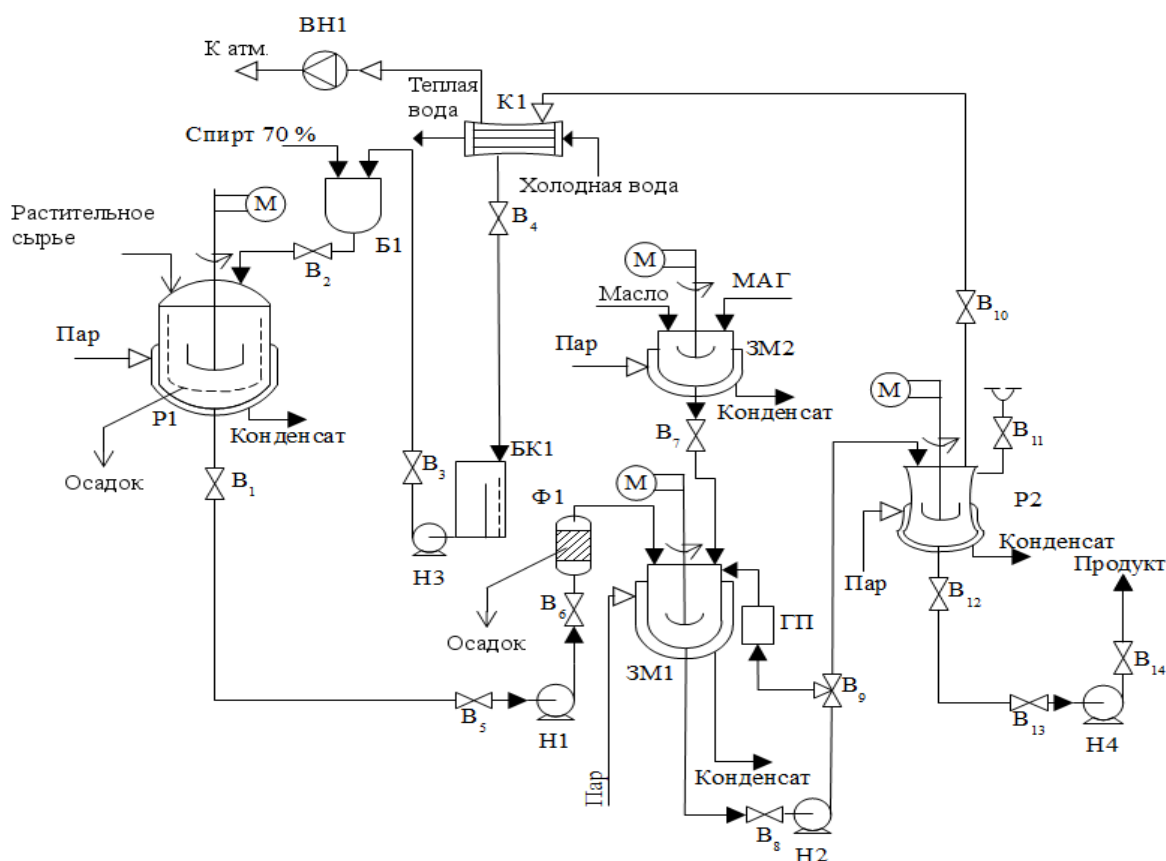 ВН1
К атм.
Теплая
вода
К1
Спирт 70 %
Холодная вода
М
Растительное
сырье
Б1
В4
В2
М
МАГ
Масло
В10
Пар
Пар
ЗМ2
М
Р1
Конденсат
Конденсат
В7
В11
Осадок
В1
В3
БК1
М
Ф1
Р2
Конденсат
Н3
Пар
Продукт
В6
В12
ГП
Осадок
ЗМ1
В9
В14
В5
Н1
В13
Н4
Пар
Конденсат
В8
Н2